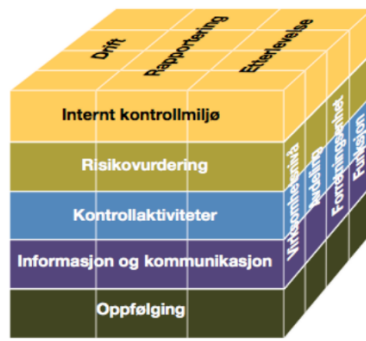 Drift
Rapportering
Etterlevelse
Internt kontrollmiljø
Risikovurdering
Kontrollaktiviteter
Informasjon og kommunikasjon
Oppfølging
Virksomhetsnivå
Avdeling
Forretningsenhet
Funksjon